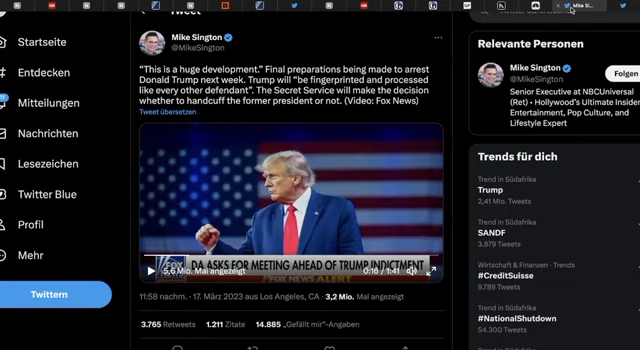 Mike Si...
Tweet
Startseite
Entdecken
Mitteilungen
Nachrichten
Lesezeichen
Twitter Blue
Profil
Mehr
Twittern
Mike Sington
@MikeSington
“This is a huge development.” Final preparations being made to arrest
Donald Trump next week. Trump will “be fingerprinted and processed
like every other defendant”. The Secret Service will make the decision
whether to handcuff the former president or not. (Video: Fox News)
Tweet übersetzen
FOX
DA ASKS FOR MEETING AHEAD OF TRUMP INDICTMENT
5,6 Mio. Mal angezeigt
0:16 / 1:41
FOX NEWS ALERT
11:58 nachm. · 17. März 2023 aus Los Angeles, CA · 3,2 Mio. Mal angezeigt
3.765 Retweets 1.211 Zitate 14.885 „Gefällt mir“-Angaben
Relevante Personen
Mike Sington
@MikeSington
Folgen
Senior Executive at NBCUniversal
(Ret) • Hollywood's Ultimate Insider
Entertainment, Pop Culture, and
Lifestyle Expert
Trends für dich
Trend in Südafrika
Trump
2,41 Mio. Tweets
Trend in Südafrika
SANDF
3.879 Tweets
Wirtschaft & Finanzen · Trends
#CreditSuisse
9.789 Tweets
Trend in Südafrika
#NationalShutdown
54.300 Tweets